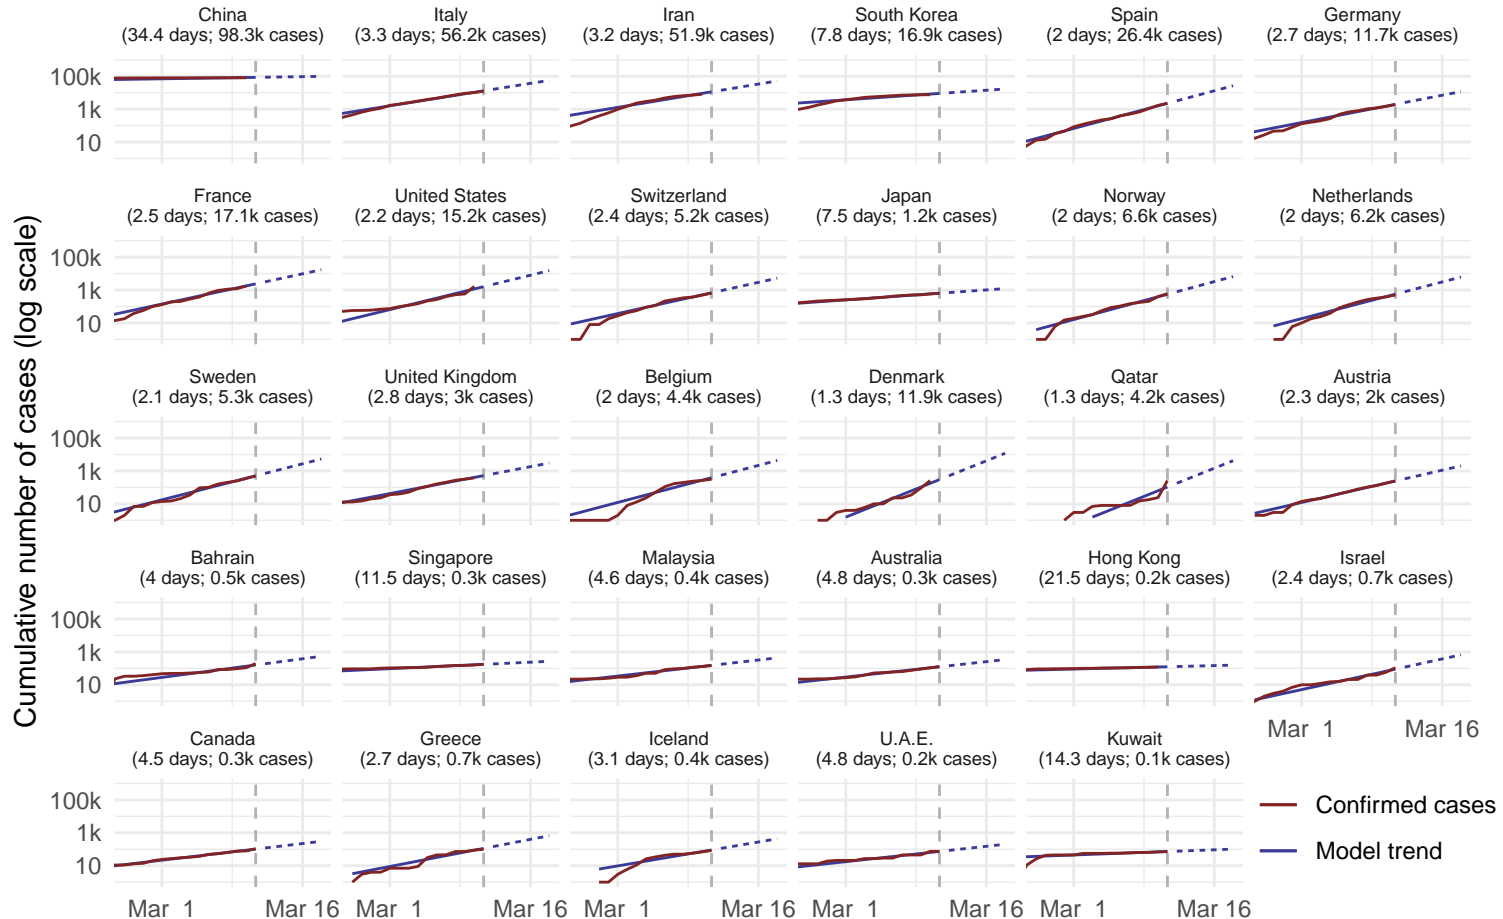 China
(34.4 days; 98.3k cases)
Italy
(3.3 days; 56.2k cases)
Iran
(3.2 days; 51.9k cases)
South Korea
(7.8 days; 16.9k cases)
Spain
(2 days; 26.4k cases)
Germany
(2.7 days; 11.7k cases)
100k
1k
10
France
(2.5 days; 17.1k cases)
United States
(2.2 days; 15.2k cases)
Switzerland
(2.4 days; 5.2k cases)
Japan
(7.5 days; 1.2k cases)
Norway
(2 days; 6.6k cases)
Netherlands
(2 days; 6.2k cases)
100k
1k
10
Cumulative number of cases (log scale)
Sweden
(2.1 days; 5.3k cases)
United Kingdom
(2.8 days; 3k cases)
Belgium
(2 days; 4.4k cases)
Denmark
(1.3 days; 11.9k cases)
Qatar
(1.3 days; 4.2k cases)
Austria
(2.3 days; 2k cases)
100k
1k
10
Bahrain
(4 days; 0.5k cases)
Singapore
(11.5 days; 0.3k cases)
Malaysia
(4.6 days; 0.4k cases)
Australia
(4.8 days; 0.3k cases)
Hong Kong
(21.5 days; 0.2k cases)
Israel
(2.4 days; 0.7k cases)
100k
1k
10
Mar 1
Mar 16
Canada
(4.5 days; 0.3k cases)
Greece
(2.7 days; 0.7k cases)
Iceland
(3.1 days; 0.4k cases)
U.A.E.
(4.8 days; 0.2k cases)
Kuwait
(14.3 days; 0.1k cases)
100k
1k
10
Mar 1
Mar 16
Mar 1
Mar 16
Mar 1
Mar 16
Mar 1
Mar 16
Mar 1
Mar 16
Confirmed cases
Model trend